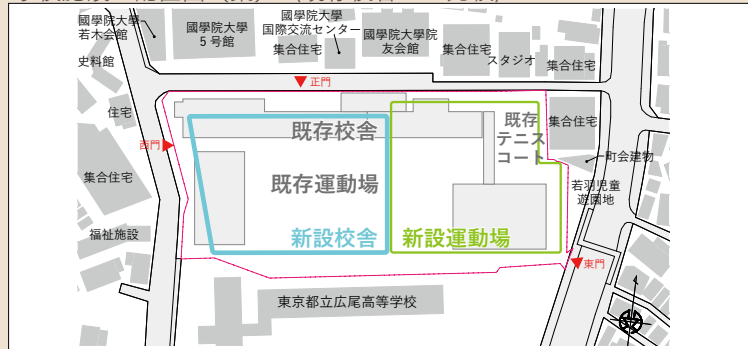 國學院大學
若木会館
國學院大學
5号館
國學院大學
国際交流センター
國學院大學院
友会館
集合住宅
集合住宅
スタジオ
集合住宅
史料館
正門
住宅
西門
既存校舎
既存
テニス
コート
集合住宅
町会建物
集合住宅
既存運動場
若羽児童
遊園地
福祉施設
新設校舎
新設運動場
東門
東京都立広尾高等学校